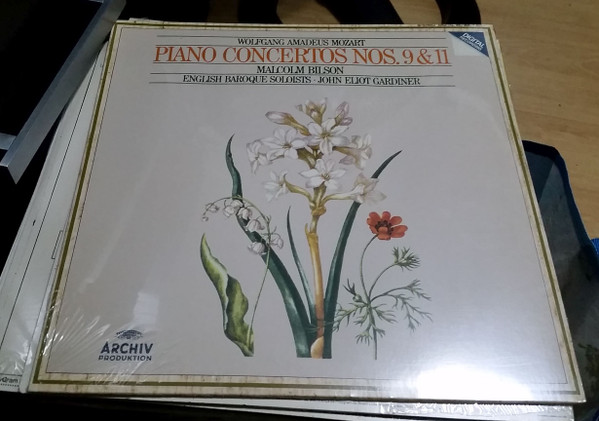 WOLFGANG AMADEUS MOZART
PIANO CONCERTOS NOS. 9 & 11
MALCOLM BILSON
ENGLISH BAROQUE SOLOISTS · JOHN ELIOT GARDINER
DIGITAL
ARCHIV
PRODUKTION